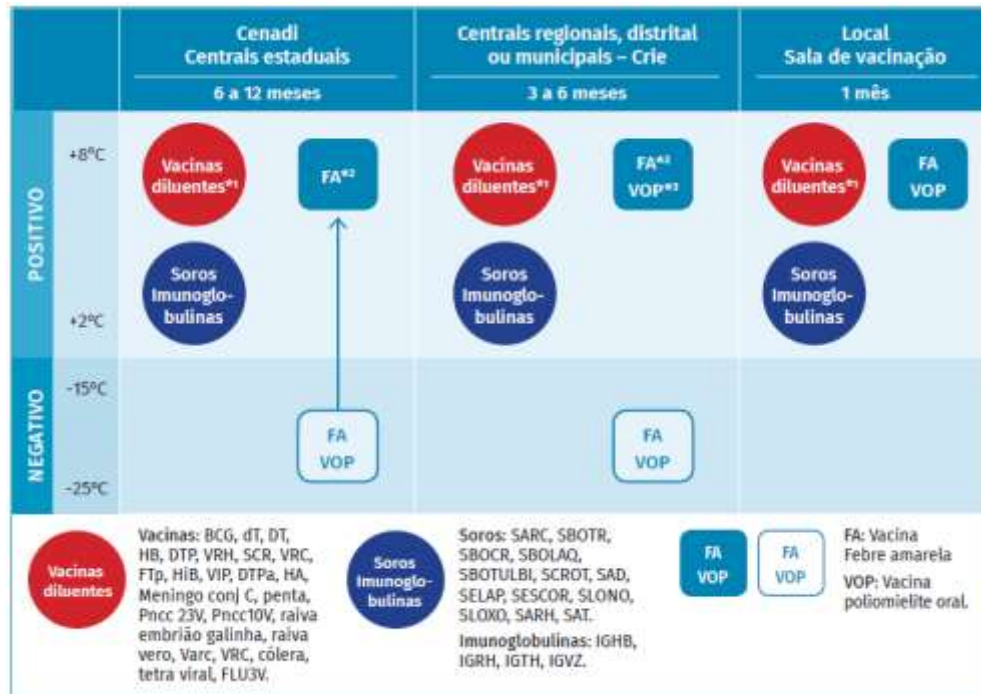 Cenadi
Centrais estaduais
6 a 12 meses
Centrais regionais, distrital
ou municipais – Crie
3 a 6 meses
Local
Sala de vacinação
1 mês
POSITIVO
+8°C
+2°C
Vacinas
diluentes*¹
FA*²
Soros
Imunoglo-
bulinas
Vacinas
diluentes*¹
FA*²
VOP*³
Soros
Imunoglo-
bulinas
Vacinas
diluentes*¹
FA
VOP
Soros
Imunoglo-
bulinas
NEGATIVO
-15°C
-25°C
FA
VOP
FA
VOP
Vacinas
diluentes
Vacinas: BCG, dT, DT,
HB, DTP, VRH, SCR, VRC,
FTp, HiB, VIP, DTPa, HA,
Meningo conj C, penta,
Pncc 23V, Pncc10V, raiva
embrião galinha, raiva
vero, Varc, VRC, cólera,
tetra viral, FLU3V.
Soros
Imunoglo-
bulinas
Soros: SARC, SBOTR,
SBOCR, SBOLAQ,
SBOTULBI, SCROT, SAD,
SELAP, SESCOR, SLONO,
SLOXO, SARH, SAT.
Imunoglobulinas: IGHB,
IGRH, IGTH, IGVZ.
FA
VOP
FA
VOP
FA: Vacina
Febre amarela
VOP: Vacina
poliomielite oral.